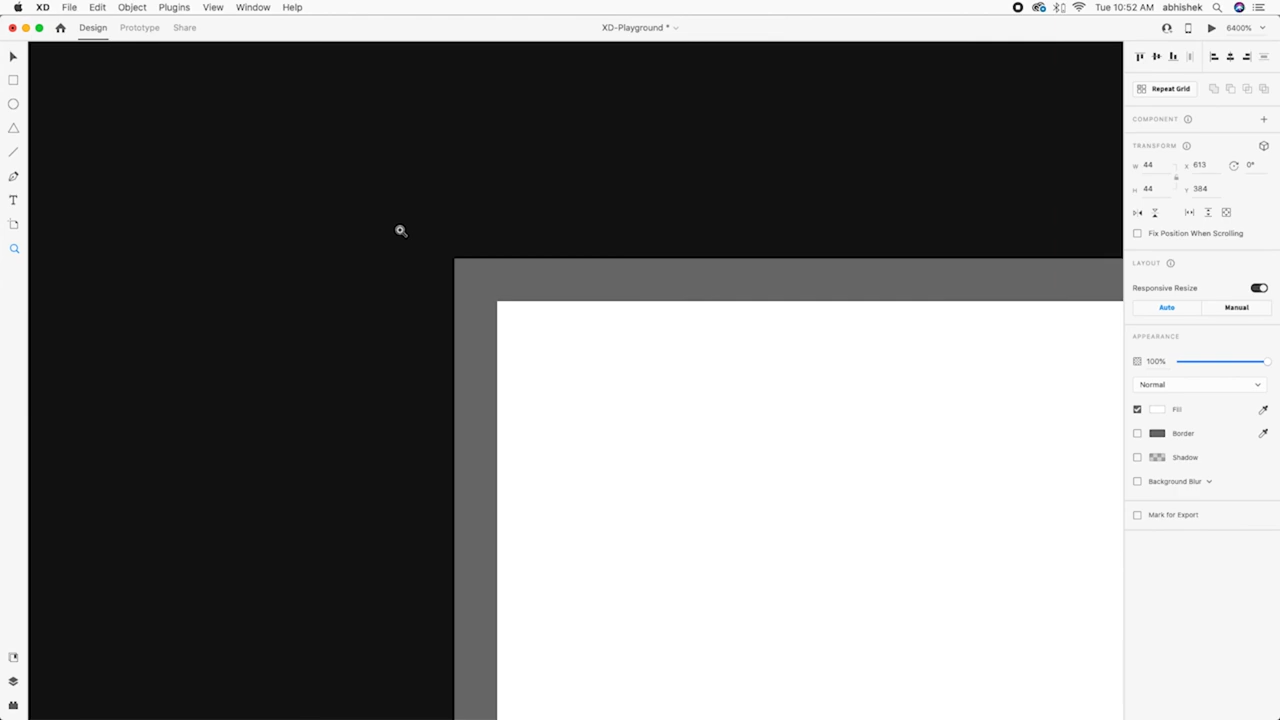 XD File Edit Object Plugins View Window Help Tue 10:52 AM abhishek
Design Prototype Share XD-Playground * 6400%
Repeat Grid
COMPONENT
TRANSFORM
W 44 X 613 0°
H 44 Y 384
Fix Position When Scrolling
LAYOUT
Responsive Resize
Auto Manual
APPEARANCE
100%
Normal
Fill
Border
Shadow
Background Blur
Mark for Export
T